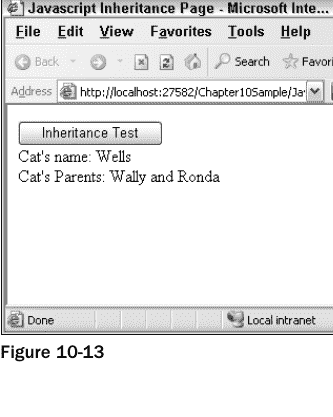 Javascript Inheritance Page - Microsoft Inte...
File Edit View Favorites Tools Help
Back Search Favori
Address http://localhost:27582/Chapter10Sample/Ja
Inheritance Test
Cat's name: Wells
Cat's Parents: Wally and Ronda
Done Local intranet
Figure 10-13